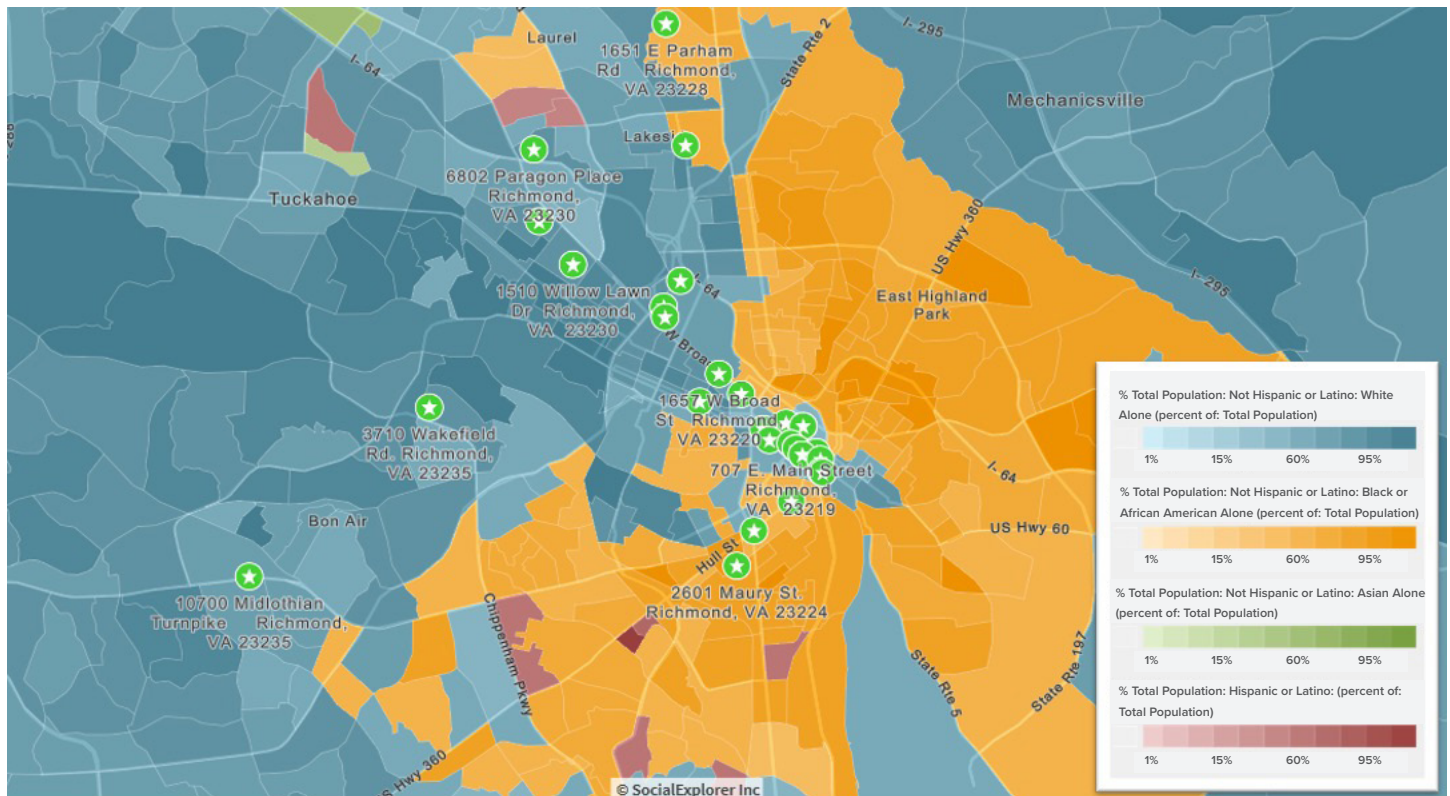 Laurel
1651 E Parham
Rd Richmond,
VA 23228
I- 64
State Rte 2
I- 295
Mechanicsville
Lakesi
6802 Paragon Place
Richmond,
VA 23230
Tuckahoe
US Hwy 360
I- 295
I- 64
1510 Willow Lawn
Dr Richmond,
VA 23230
East Highland
Park
W Broa
1657 W Broad
St Richmond,
VA 23220
3710 Wakefield
Rd. Richmond,
VA 23235
707 E. Main Street
Richmond,
VA 23219
I- 64
US Hwy 60
Bon Air
Hull St
2601 Maury St.
Richmond, VA 23224
10700 Midlothian
Turnpike Richmond,
VA 23235
Chippenham Pkwy
State Rte 5
State Rte 197
S Hwy 360
© SocialExplorer Inc
% Total Population: Not Hispanic or Latino: White
Alone (percent of: Total Population)
1% 15% 60% 95%
% Total Population: Not Hispanic or Latino: Black or
African American Alone (percent of: Total Population)
1% 15% 60% 95%
% Total Population: Not Hispanic or Latino: Asian Alone
(percent of: Total Population)
1% 15% 60% 95%
% Total Population: Hispanic or Latino: (percent of:
Total Population)
1% 15% 60% 95%